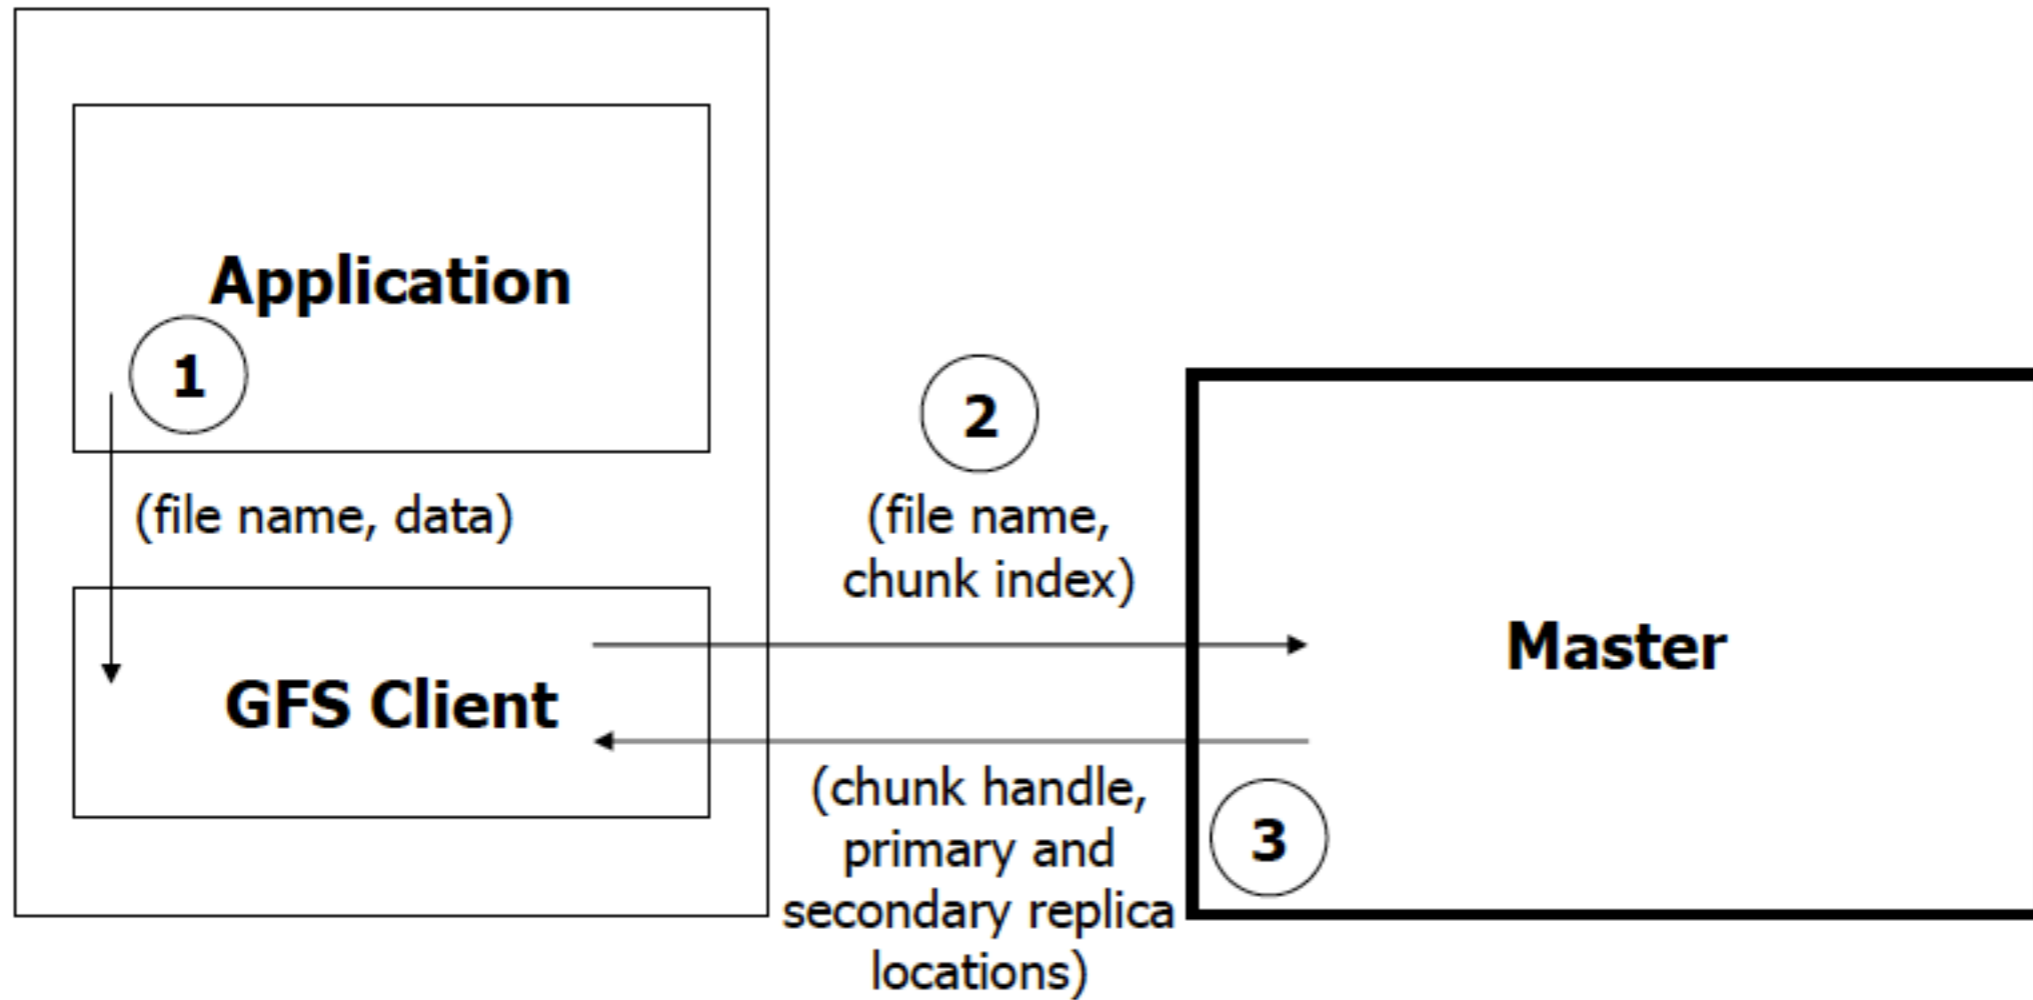 Application
1
(file name, data)
GFS Client
2
(file name,
chunk index)
Master
(chunk handle,
primary and
secondary replica
locations)
3